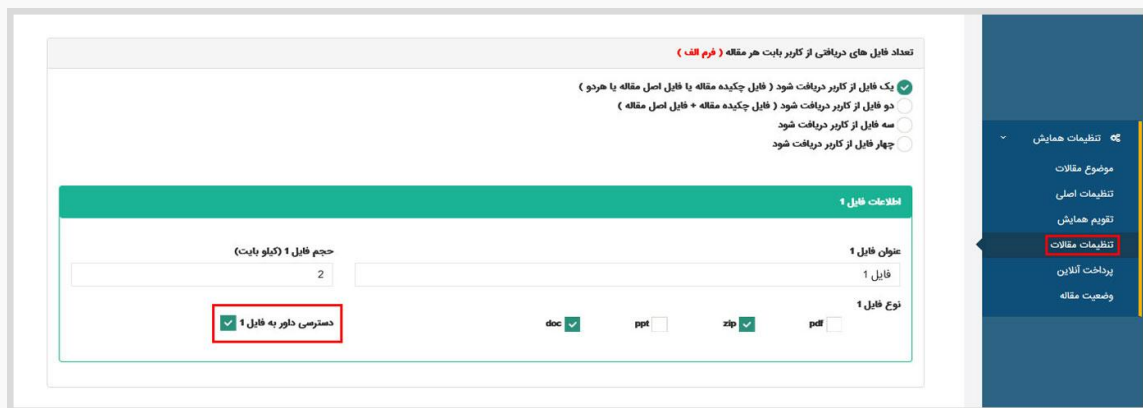 تعداد فایل های دریافتی از کاربر بابت هر مقاله ( فرم الف )
یک فایل از کاربر دریافت شود ( فایل چکیده مقاله یا فایل اصل مقاله یا هردو )
دو فایل از کاربر دریافت شود ( فایل چکیده مقاله + فایل اصل مقاله )
سه فایل از کاربر دریافت شود
چهار فایل از کاربر دریافت شود
اطلاعات فایل 1
عنوان فایل 1
حجم فایل 1 (کیلو بایت)
فایل 1
2
نوع فایل 1
pdf
zip
ppt
doc
دسترسی داور به فایل 1
تنظیمات همایش
موضوع مقالات
تنظیمات اصلی
تقویم همایش
تنظیمات مقالات
پرداخت آنلاین
وضعیت مقاله